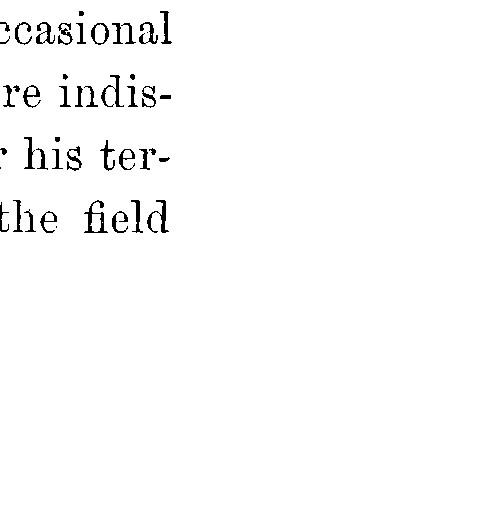 ccasional
re indis-
r his ter-
the field